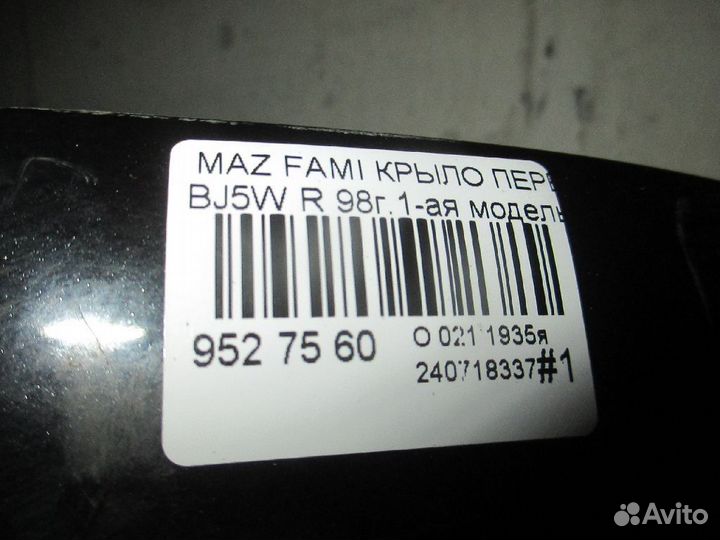 MAZ FAMI КРЫЛО ПЕРЕ
BJ5W R 98г.1-ая модель
952 75 60
О 021 1935я
240718337#1
Avito